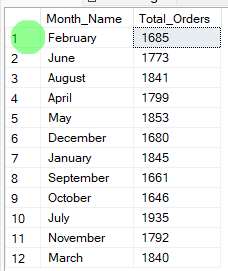 Month_Name Total_Orders
1 February 1685
2 June 1773
3 August 1841
4 April 1799
5 May 1853
6 December 1680
7 January 1845
8 September 1661
9 October 1646
10 July 1935
11 November 1792
12 March 1840